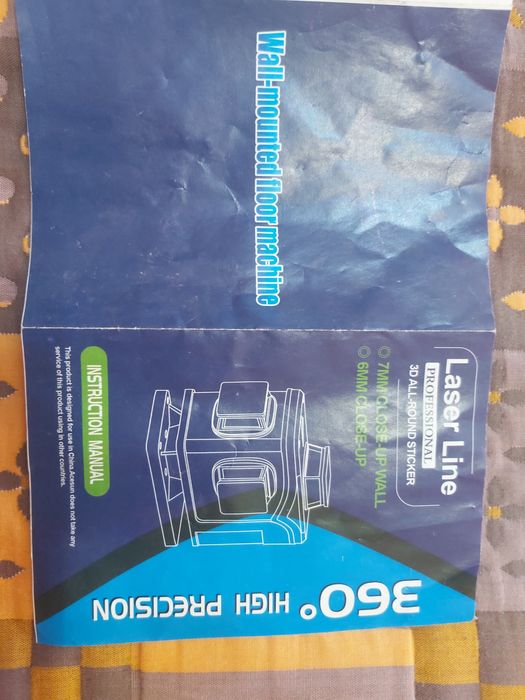 Wall-mounted floor machine
Laser Line
PROFESSIONAL
3D ALL-ROUND STICKER
7MM CLOSE-UP WALL
6MM CLOSE-UP
360° HIGH PRECISION
INSTRUCTION MANUAL
This product is designed for use in China.Acesun does not take any
service of this product using in other countries.